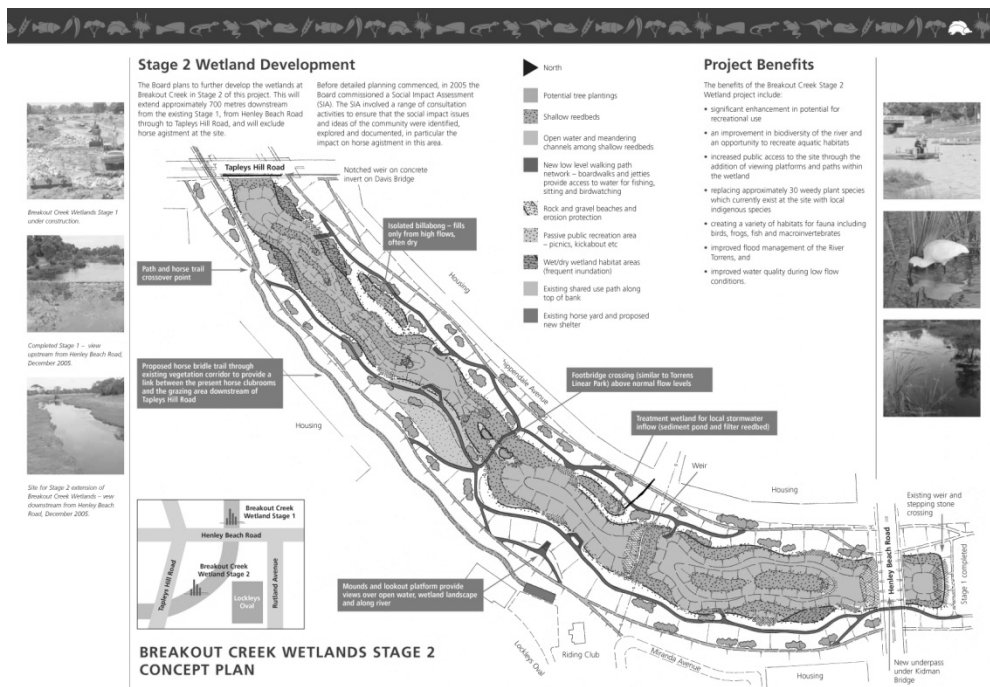 Stage 2 Wetland Development
The Board plans to further develop the wetlands at
Breakout Creek in Stage 2 of this project. This will
extend approximately 700 metres downstream
from the existing Stage 1, from Henley Beach Road
through to Tapleys Hill Road, and will exclude
horse agistment at the site.
Before detailed planning commenced, in 2005 the
Board commissioned a Social Impact Assessment
(SIA). The SIA involved a range of consultation
activities to ensure that the social impact issues
and ideas of the community were identified,
explored and documented, in particular the
impact on horse agistment in this area.
North
Potential tree plantings
Shallow reedbeds
Open water and meandering
channels among shallow reedbeds
New low level walking path
network – boardwalks and jetties
provide access to water for fishing,
sitting and birdwatching
Rock and gravel beaches and
erosion protection
Passive public recreation area
– picnics, kickabout etc
Wet/dry wetland habitat areas
(frequent inundation)
Existing shared use path along
top of bank
Existing horse yard and proposed
new shelter
Project Benefits
The benefits of the Breakout Creek Stage 2
Wetland project include:
• significant enhancement in potential for
recreational use
• an improvement in biodiversity of the river and
an opportunity to recreate aquatic habitats
• increased public access to the site through the
addition of viewing platforms and paths within
the wetland
• replacing approximately 30 weedy plant species
which currently exist at the site with local
indigenous species
• creating a variety of habitats for fauna including
birds, frogs, fish and macroinvertebrates
• improved flood management of the River
Torrens, and
• improved water quality during low flow
conditions.
Breakout Creek Wetlands Stage 1
under construction.
Completed Stage 1 – view
upstream from Henley Beach Road,
December 2005.
Site for Stage 2 extension of
Breakout Creek Wetlands – vew
downstream from Henley Beach
Road, December 2005.
Tapleys Hill Road
Notched weir on concrete
invert on Davis Bridge
Isolated billabong – fills
only from high flows,
often dry
Path and horse trail
crossover point
Housing
Proposed horse bridle trail through
existing vegetation corridor to provide a
link between the present horse clubrooms
and the grazing area downstream of
Tapleys Hill Road
Footbridge crossing (similar to Torrens
Linear Park) above normal flow levels
Treatment wetland for local stormwater
inflow (sediment pond and filter reedbed)
Housing
Weir
Housing
Existing weir and
stepping stone
crossing
Henley Beach Road
Stage 1 completed
Mounds and lookout platform provide
views over open water, wetland landscape
and along river
Lockleys Oval
Riding Club
Miranda Avenue
Housing
New underpass
under Kidman
Bridge
Breakout Creek
Wetland Stage 1
Henley Beach Road
Tapleys Hill Road
Breakout Creek
Wetland Stage 2
Lockleys
Oval
Rutland Avenue
BREAKOUT CREEK WETLANDS STAGE 2
CONCEPT PLAN